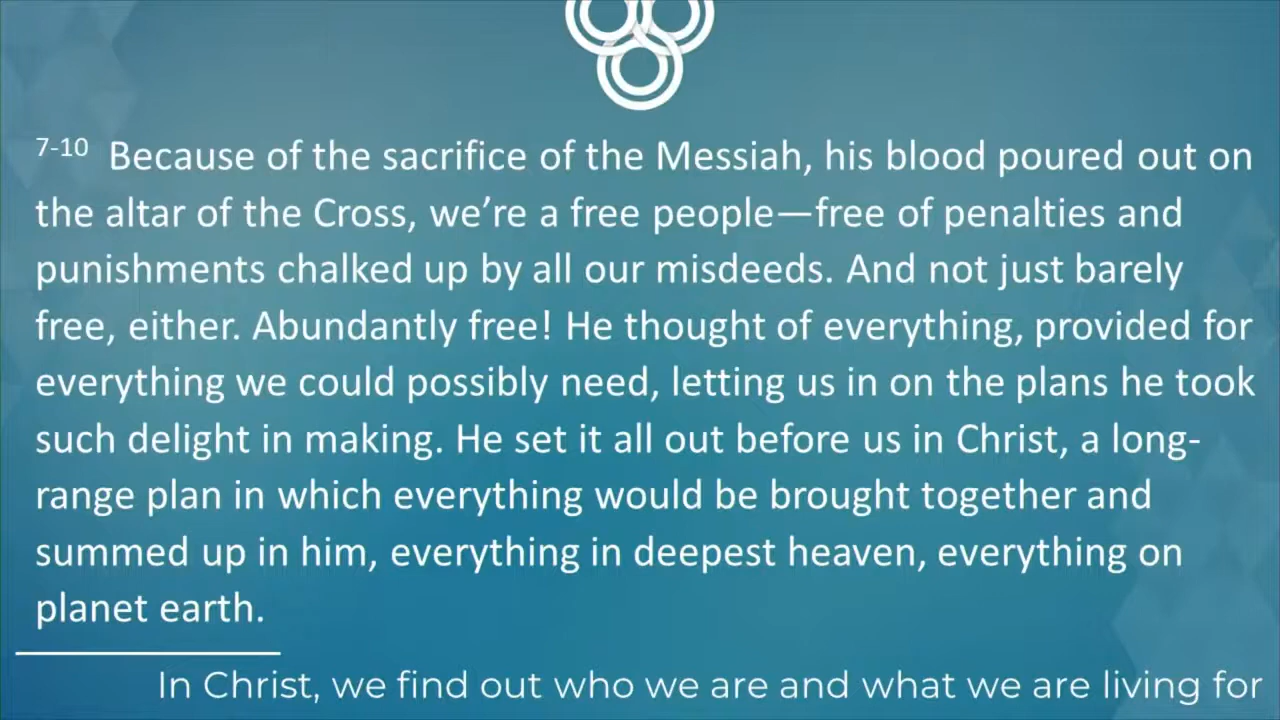 7-10 Because of the sacrifice of the Messiah, his blood poured out on
the altar of the Cross, we’re a free people—free of penalties and
punishments chalked up by all our misdeeds. And not just barely
free, either. Abundantly free! He thought of everything, provided for
everything we could possibly need, letting us in on the plans he took
such delight in making. He set it all out before us in Christ, a long-
range plan in which everything would be brought together and
summed up in him, everything in deepest heaven, everything on
planet earth.
In Christ, we find out who we are and what we are living for